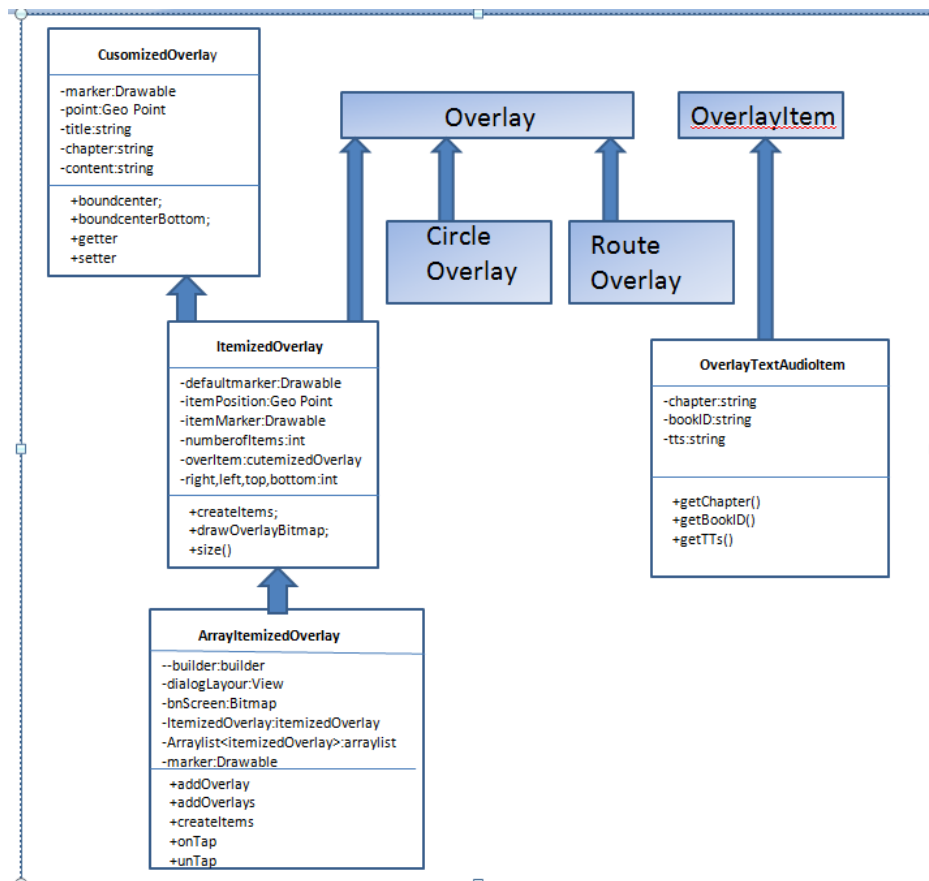 CusomizedOverlay
-marker:Drawable
-point:Geo Point
-title:string
-chapter:string
-content:string
+boundcenter;
+boundcenterBottom;
+getter
+setter
Overlay
OverlayItem
Circle
Overlay
Route
Overlay
ItemizedOverlay
-defaultmarker:Drawable
-itemPosition:Geo Point
-itemMarker:Drawable
-numberofItems:int
-overItem:cutemizedOverlay
-right,left,top,bottom:int
+createItems;
+drawOverlayBitmap;
+size()
OverlayTextAudioItem
-chapter:string
-bookID:string
-tts:string
+getChapter()
+getBookID()
+getTTs()
ArrayItemizedOverlay
--builder:builder
-dialogLayour:View
-bnScreen:Bitmap
-ItemizedOverlay:itemizedOverlay
-Arraylist<itemizedOverlay>:arraylist
-marker:Drawable
+addOverlay
+addOverlays
+createItems
+onTap
+unTap